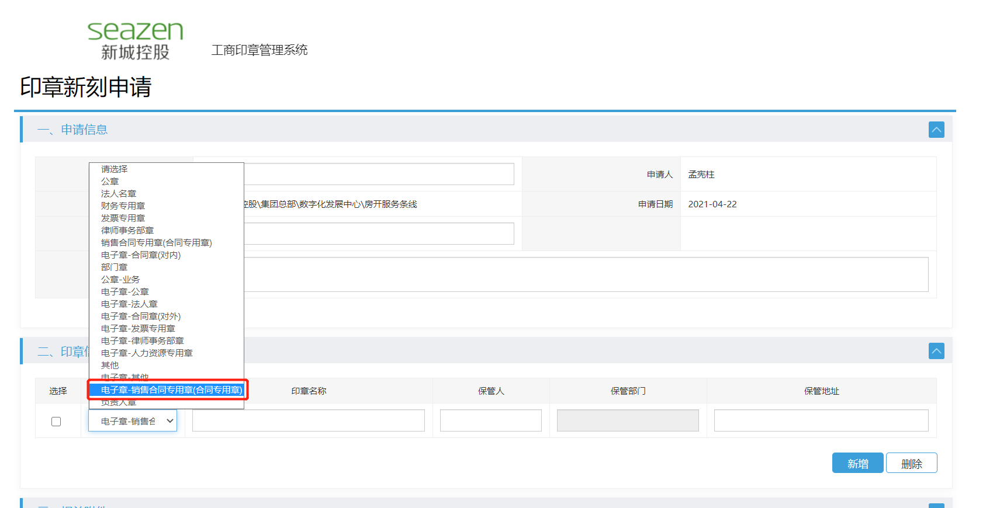 seazen
新城控股
工商印章管理系统
印章新刻申请
一、申请信息
请选择
公章
法人名章
财务专用章
发票专用章
律师事务部章
销售合同专用章(合同专用章)
电子章-合同章(对内)
部门章
公章-业务
电子章-公章
电子章-法人章
电子章-合同章(对外)
电子章-发票专用章
电子章-律师事务部章
电子章-人力资源专用章
其他
电子章-其他
电子章-销售合同专用章(合同专用章)
负责人章
申请人 孟宪柱
控股\集团总部\数字化发展中心\房开服务条线 申请日期 2021-04-22
二、印章信
选择 印章名称 保管人 保管部门 保管地址
电子章-销售合
新增 删除